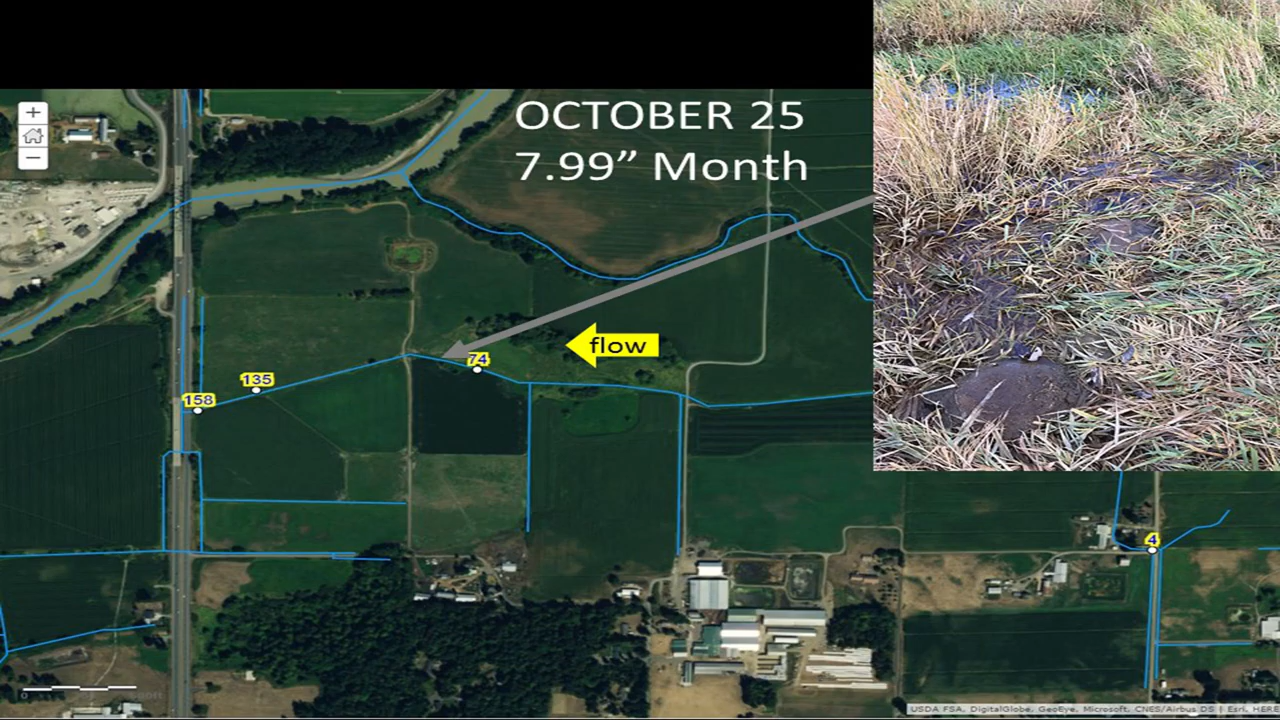 +
−
OCTOBER 25
7.99” Month
flow
74
135
158
4
USDA FSA, DigitalGlobe, GeoEye, Microsoft, CNES/Airbus DS | Esri, HERE